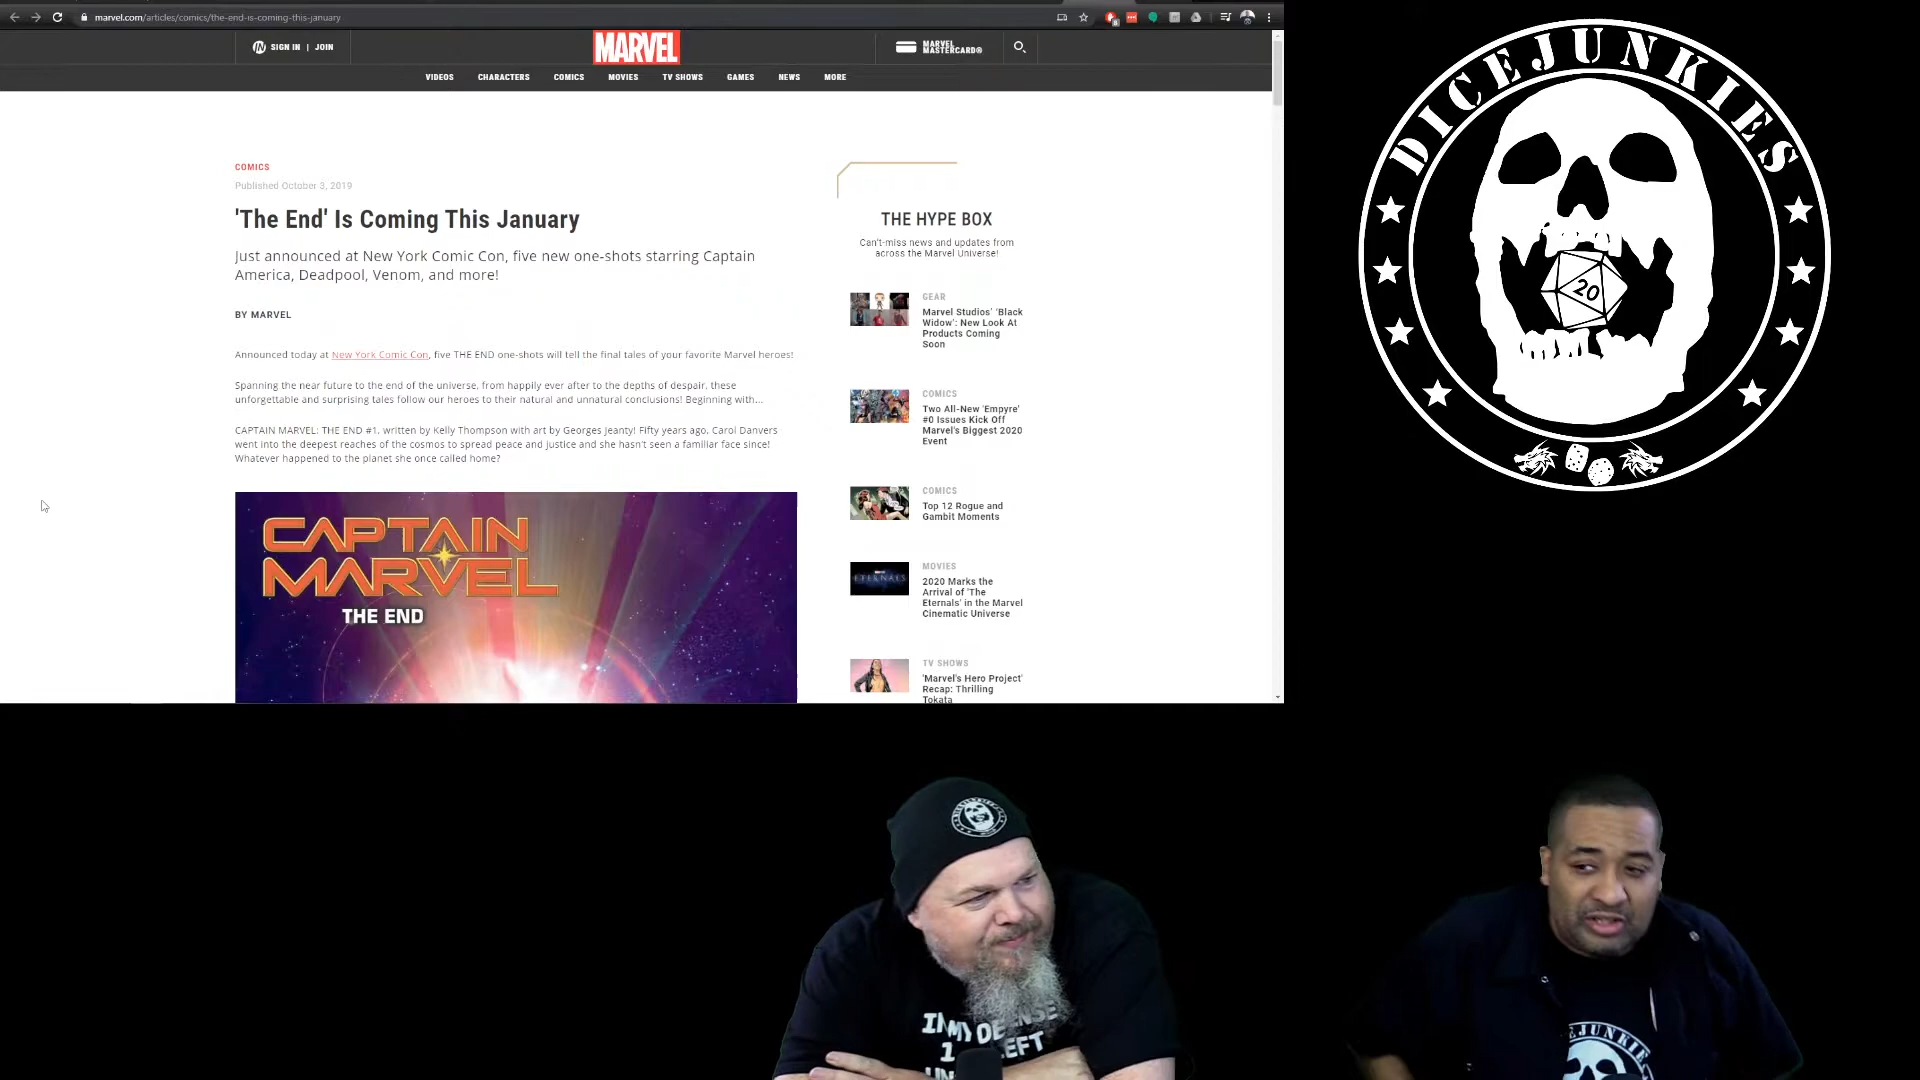 marvel.com/articles/comics/the-end-is-coming-this-january
SIGN IN | JOIN
MARVEL
MARVEL
MASTERCARD®
VIDEOS CHARACTERS COMICS MOVIES TV SHOWS GAMES NEWS MORE
COMICS
Published October 3, 2019
'The End' Is Coming This January
Just announced at New York Comic Con, five new one-shots starring Captain
America, Deadpool, Venom, and more!
BY MARVEL
Announced today at New York Comic Con, five THE END one-shots will tell the final tales of your favorite Marvel heroes!
Spanning the near future to the end of the universe, from happily ever after to the depths of despair, these
unforgettable and surprising tales follow our heroes to their natural and unnatural conclusions! Beginning with...
CAPTAIN MARVEL: THE END #1, written by Kelly Thompson with art by Georges Jeanty! Fifty years ago, Carol Danvers
went into the deepest reaches of the cosmos to spread peace and justice and she hasn't seen a familiar face since!
Whatever happened to the planet she once called home?
CAPTAIN
MARVEL
THE END
THE HYPE BOX
Can't-miss news and updates from
across the Marvel Universe!
GEAR
Marvel Studios' 'Black
Widow': New Look At
Products Coming
Soon
COMICS
Two All-New 'Empyre'
#0 Issues Kick Off
Marvel's Biggest 2020
Event
COMICS
Top 12 Rogue and
Gambit Moments
ETERNALS
MOVIES
2020 Marks the
Arrival of 'The
Eternals' in the Marvel
Cinematic Universe
TV SHOWS
'Marvel's Hero Project'
Recap: Thrilling
Tokata
DICEJUNKIES
20
IN MY DEFENSE
LEFT